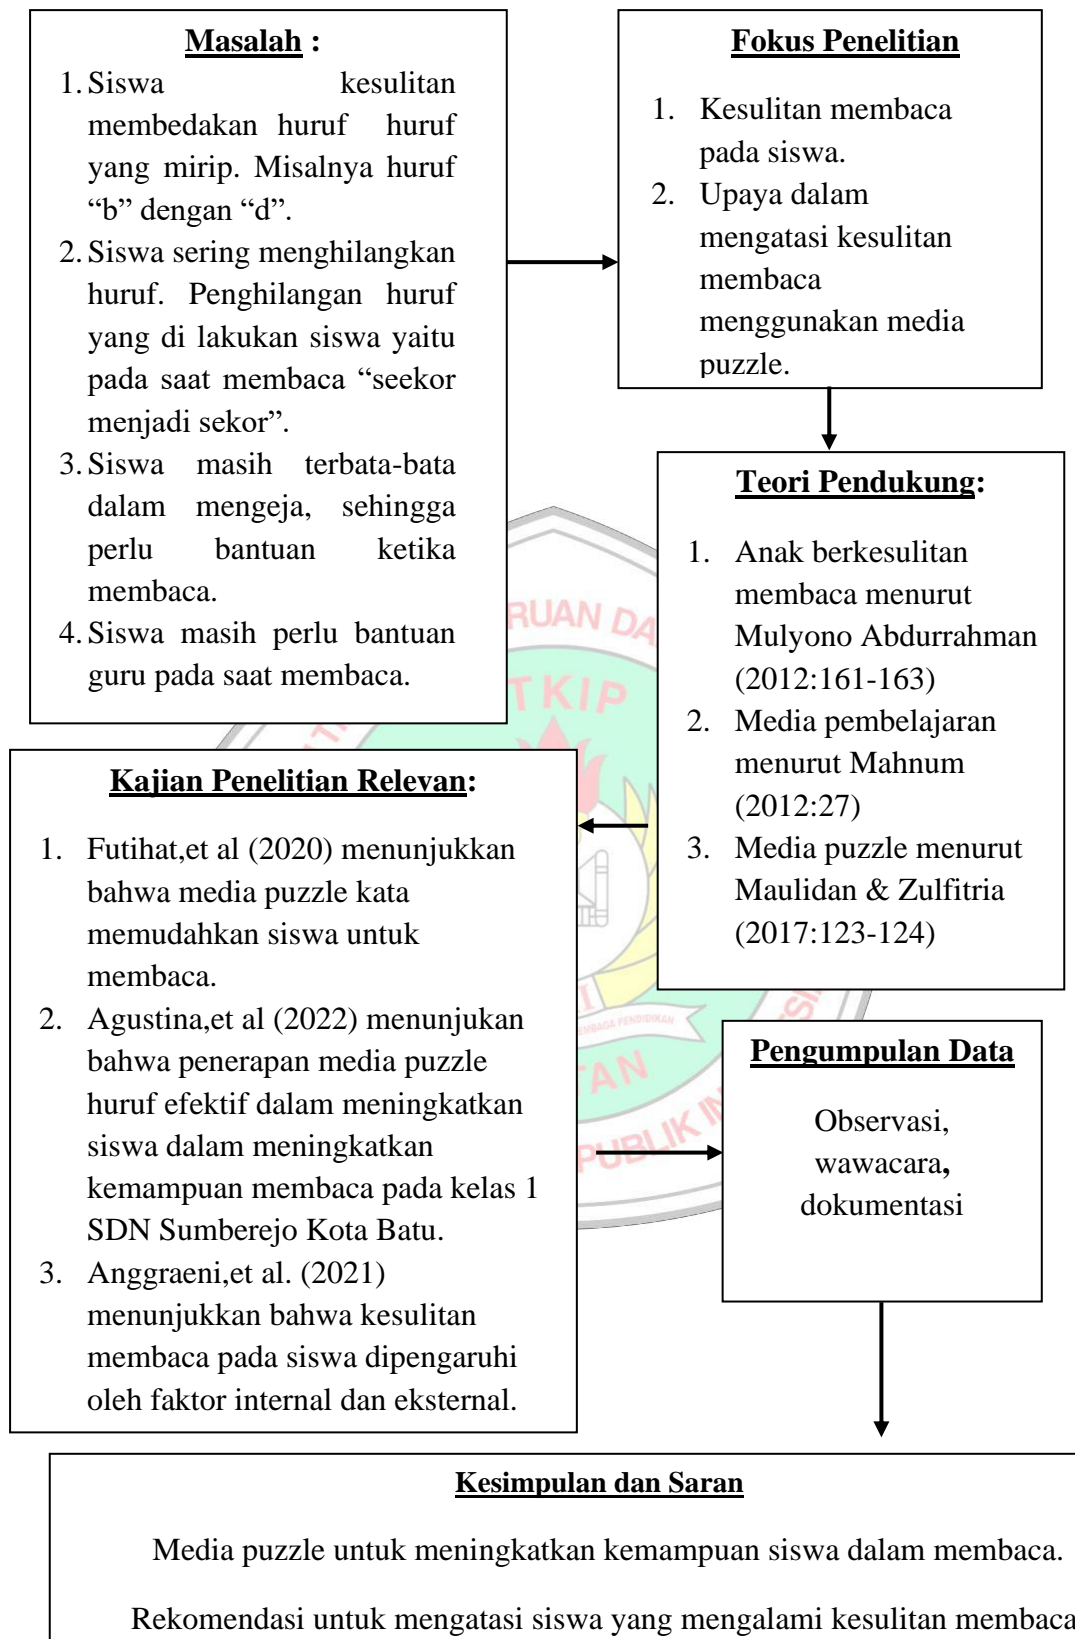 Masalah :
1. Siswa kesulitan
membedakan huruf huruf
yang mirip. Misalnya huruf
“b” dengan “d”.
2. Siswa sering menghilangkan
huruf. Penghilangan huruf
yang di lakukan siswa yaitu
pada saat membaca “seekor
menjadi sekor”.
3. Siswa masih terbata-bata
dalam mengeja, sehingga
perlu bantuan ketika
membaca.
4. Siswa masih perlu bantuan
guru pada saat membaca.
Fokus Penelitian
1. Kesulitan membaca
pada siswa.
2. Upaya dalam
mengatasi kesulitan
membaca
menggunakan media
puzzle.
Teori Pendukung:
1. Anak berkesulitan
membaca menurut
Mulyono Abdurrahman
(2012:161-163)
2. Media pembelajaran
menurut Mahnum
(2012:27)
3. Media puzzle menurut
Maulidan & Zulfitria
(2017:123-124)
Kajian Penelitian Relevan:
1. Futihat,et al (2020) menunjukkan
bahwa media puzzle kata
memudahkan siswa untuk
membaca.
2. Agustina,et al (2022) menunjukan
bahwa penerapan media puzzle
huruf efektif dalam meningkatkan
siswa dalam meningkatkan
kemampuan membaca pada kelas 1
SDN Sumberejo Kota Batu.
3. Anggraeni,et al. (2021)
menunjukkan bahwa kesulitan
membaca pada siswa dipengaruhi
oleh faktor internal dan eksternal.
Pengumpulan Data
Observasi,
wawacara,
dokumentasi
Kesimpulan dan Saran
Media puzzle untuk meningkatkan kemampuan siswa dalam membaca.
Rekomendasi untuk mengatasi siswa yang mengalami kesulitan membaca
RUAN DA
TKIP
MBAGA PENDIDIKAN
TAN
PUBLIK IN